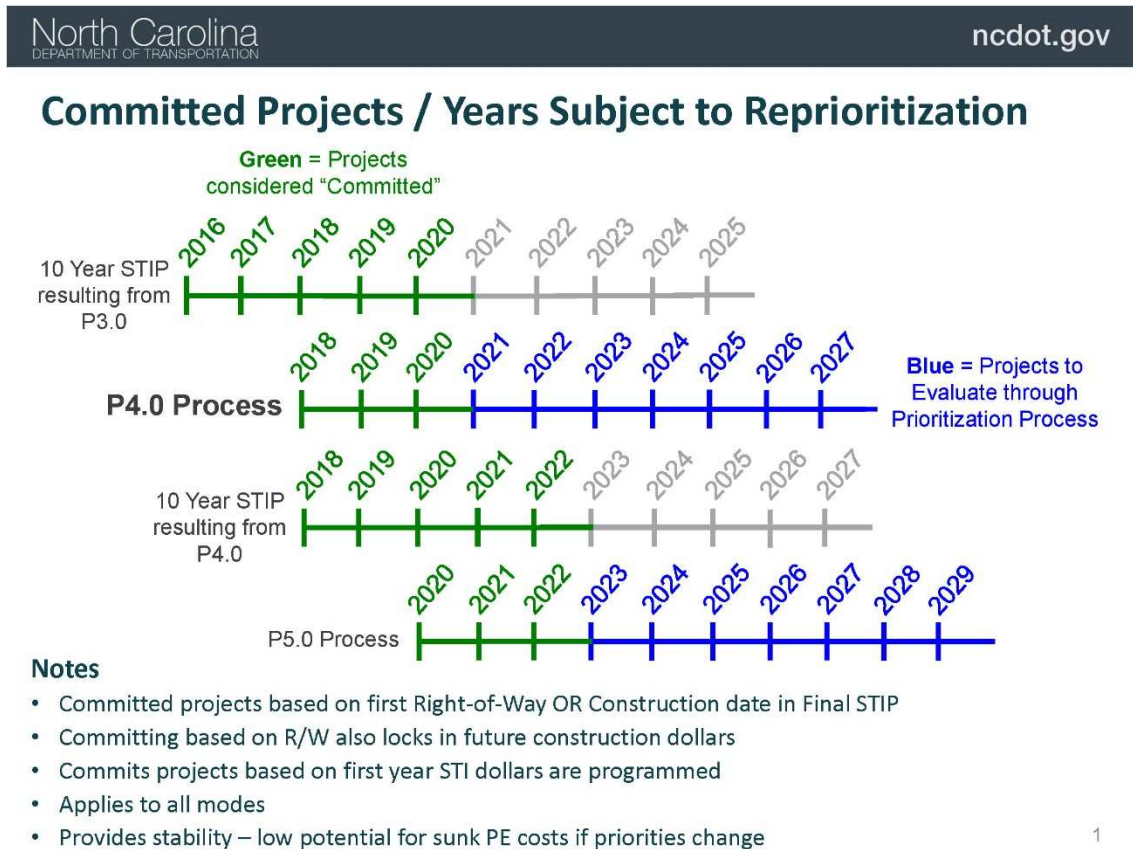 North Carolina
DEPARTMENT OF TRANSPORTATION
ncdot.gov
Committed Projects / Years Subject to Reprioritization
Green = Projects
considered “Committed”
2016 2017 2018 2019 2020 2021 2022 2023 2024 2025
10 Year STIP
resulting from
P3.0
2018 2019 2020 2021 2022 2023 2024 2025 2026 2027
P4.0 Process
Blue = Projects to
Evaluate through
Prioritization Process
2018 2019 2020 2021 2022 2023 2024 2025 2026 2027
10 Year STIP
resulting from
P4.0
2020 2021 2022 2023 2024 2025 2026 2027 2028 2029
P5.0 Process
Notes
• Committed projects based on first Right-of-Way OR Construction date in Final STIP
• Committing based on R/W also locks in future construction dollars
• Commits projects based on first year STI dollars are programmed
• Applies to all modes
• Provides stability – low potential for sunk PE costs if priorities change
1